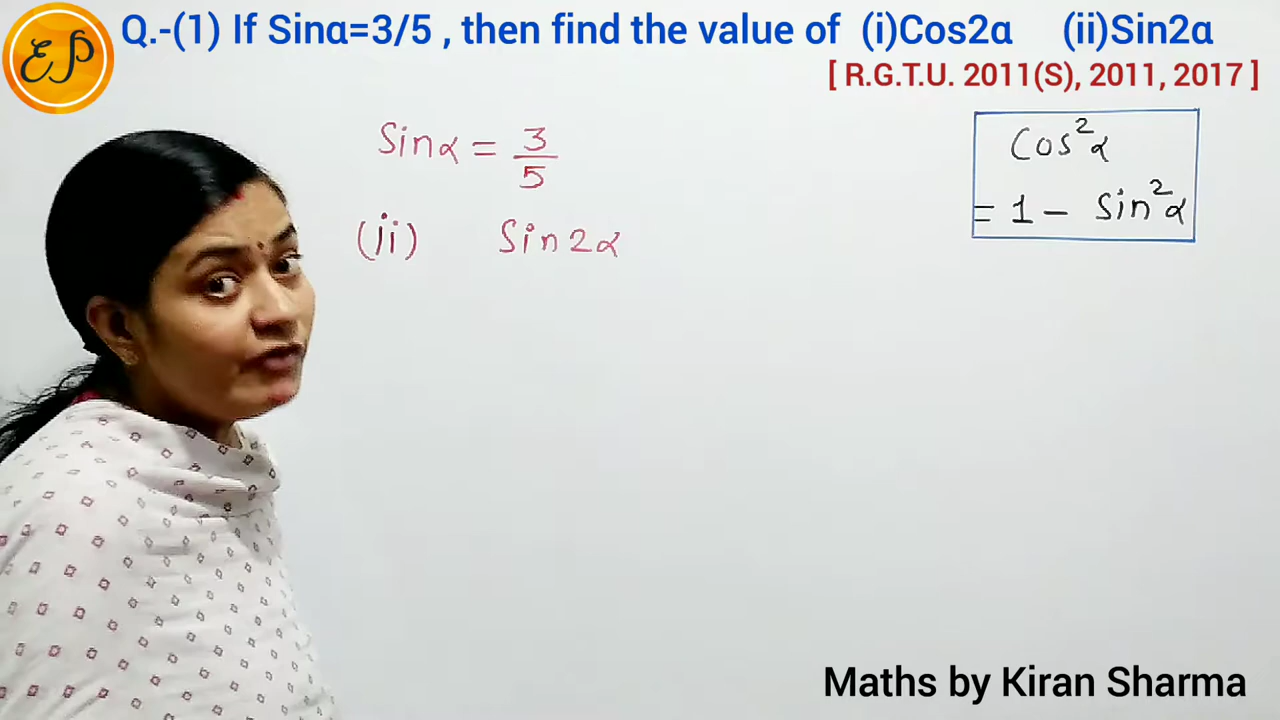 EP
Q.-(1) If Sinα=3/5 , then find the value of (i)Cos2α (ii)Sin2α
[ R.G.T.U. 2011(S), 2011, 2017 ]
Sinα = 3/5
(ii) Sin2α
Cos²α
= 1 - Sin²α
Maths by Kiran Sharma